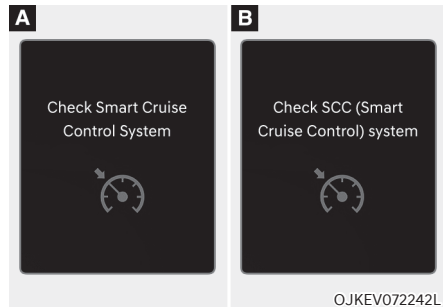 A
Check Smart Cruise
Control System
B
Check SCC (Smart
Cruise Control) system
OJKEV072242L